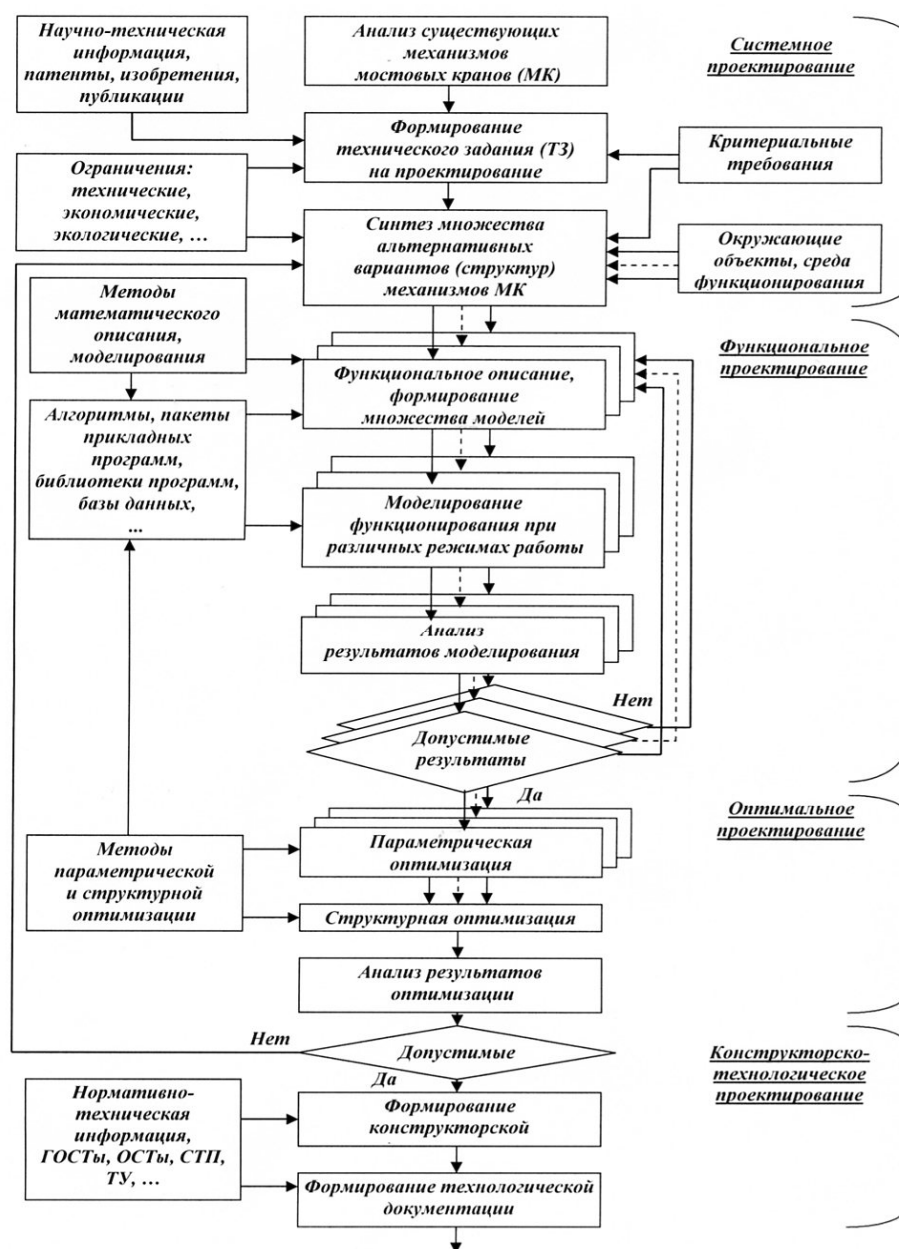 Научно-техническая
информация,
патенты, изобретения,
публикации
Анализ существующих
механизмов
мостовых кранов (МК)
Системное
проектирование
Формирование
технического задания (ТЗ)
на проектирование
Критериальные
требования
Ограничения:
технические,
экономические,
экологические, ...
Синтез множества
альтернативных
вариантов (структур)
механизмов МК
Окружающие
объекты, среда
функционирования
Методы
математического
описания,
моделирования
Функциональное
проектирование
Функциональное описание,
формирование
множества моделей
Алгоритмы, пакеты
прикладных
программ,
библиотеки программ,
базы данных,
...
Моделирование
функционирования при
различных режимах работы
Анализ
результатов моделирования
Нет
Допустимые
результаты
Да
Оптимальное
проектирование
Методы
параметрической
и структурной
оптимизации
Параметрическая
оптимизация
Структурная оптимизация
Анализ результатов
оптимизации
Нет
Допустимые
Да
Конструкторско-
технологическое
проектирование
Нормативно-
техническая
информация,
ГОСТы, ОСТы, СТП,
ТУ, ...
Формирование
конструкторской
Формирование технологической
документации